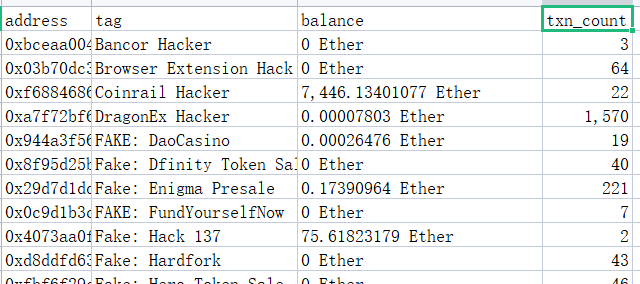 address tag balance txn_count
0xbceaa004 Bancor Hacker 0 Ether 3
0x03b70dc3 Browser Extension Hack 0 Ether 64
0xf6884686 Coinrail Hacker 7,446.13401077 Ether 22
0xa7f72bf6 DragonEx Hacker 0.00007803 Ether 1,570
0x944a3f56 FAKE: DaoCasino 0.00026476 Ether 19
0x8f95d25b Fake: Dfinity Token Sal 0 Ether 40
0x29d7d1dd Fake: Enigma Presale 0.17390964 Ether 221
0x0c9d1b3d FAKE: FundYourselfNow 0 Ether 7
0x4073aa0f Fake: Hack 137 75.61823179 Ether 2
0xd8ddfd63 Fake: Hardfork 0 Ether 43
Fake: Hero Token Sale 0 Ether 46